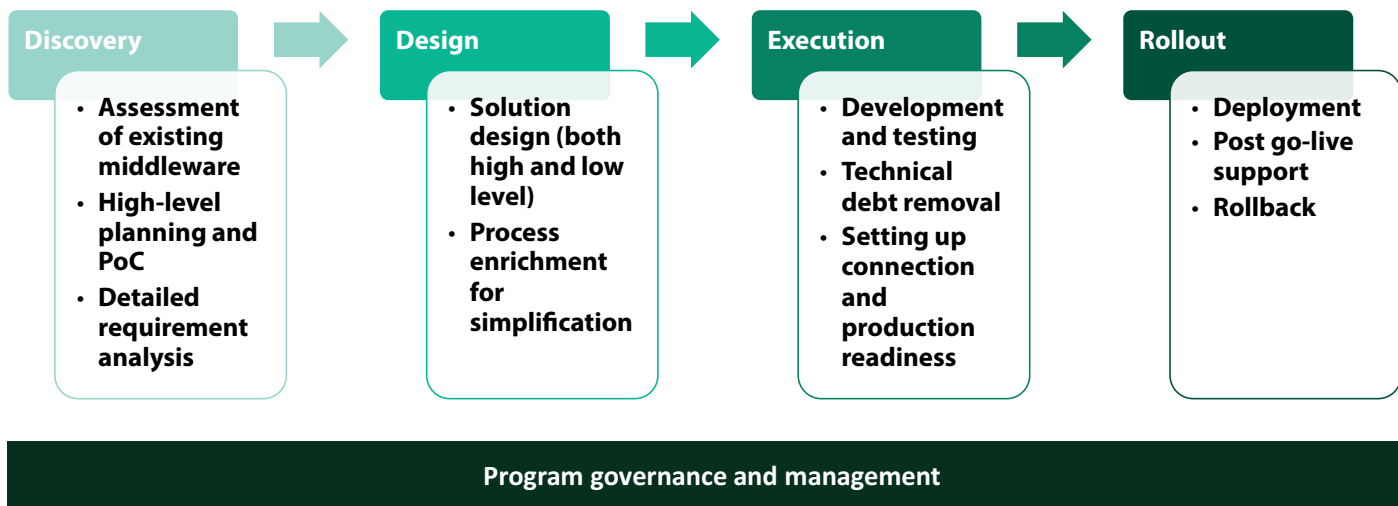 Discovery
• Assessment
of existing
middleware
• High-level
planning and
PoC
• Detailed
requirement
analysis
Design
• Solution
design (both
high and low
level)
• Process
enrichment
for
simplification
Execution
• Development
and testing
• Technical
debt removal
• Setting up
connection
and
production
readiness
Rollout
• Deployment
• Post go-live
support
• Rollback
Program governance and management